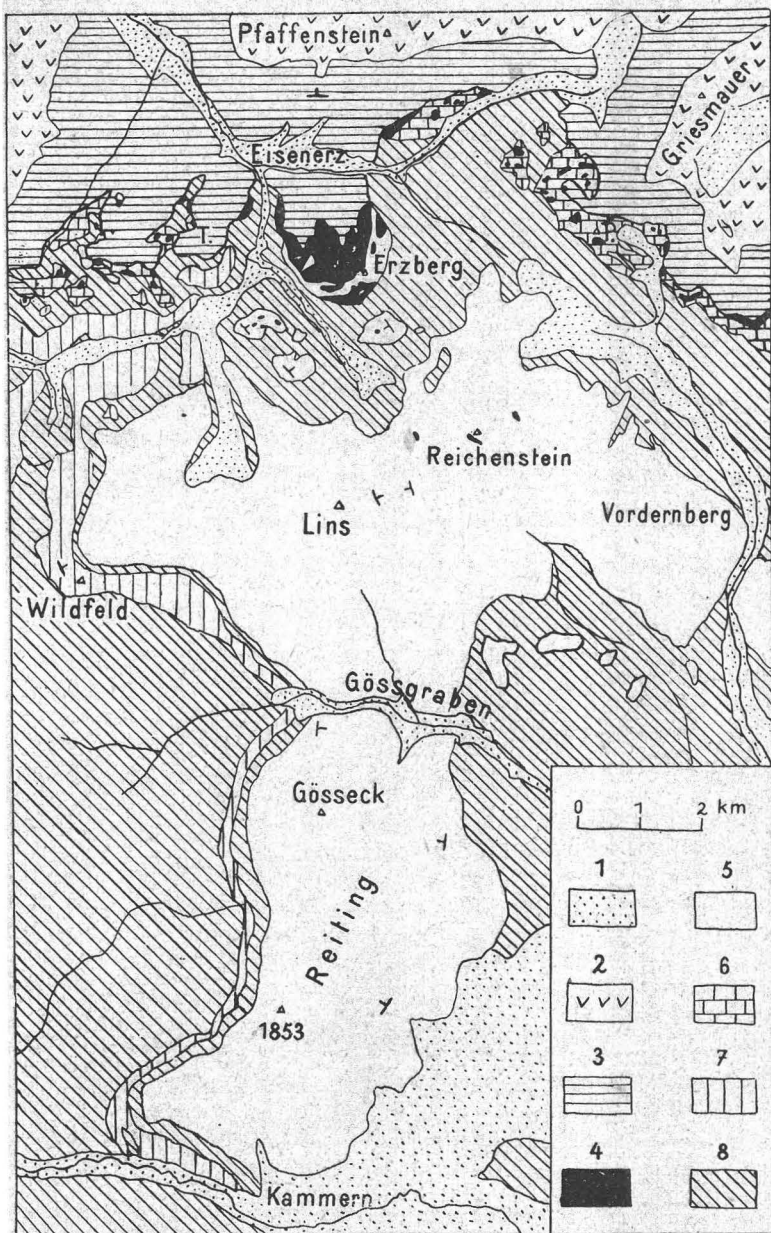 Pfaffenstein
Griesmauer
Eisenerz
T.
Erzberg
Reichenstein
Lins
Vordernberg
Wildfeld
Gössgraben
Gösseck
Reiting
1853
Kammern
0 1 2 km
1 5
2 6
3 7
4 8